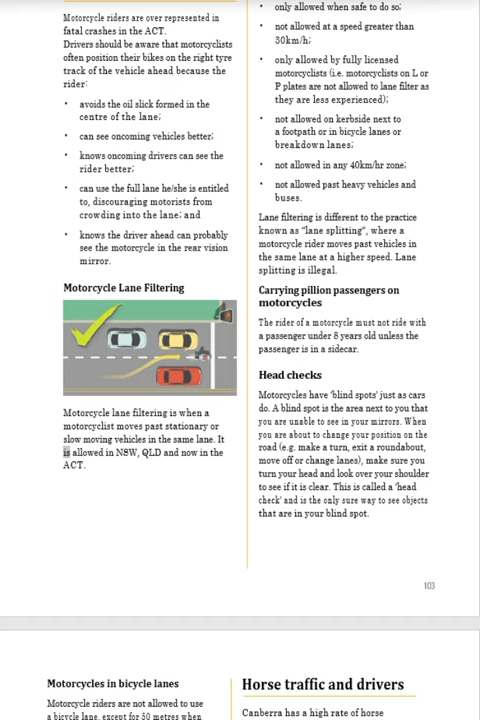 Motorcycle riders are over represented in
fatal crashes in the ACT.
Drivers should be aware that motorcyclists
often position their bikes on the right tyre
track of the vehicle ahead because the
rider:
• avoids the oil slick formed in the
centre of the lane;
• can see oncoming vehicles better;
• knows oncoming drivers can see the
rider better;
• can use the full lane he/she is entitled
to, discouraging motorists from
crowding into the lane; and
• knows the driver ahead can probably
see the motorcycle in the rear vision
mirror.
Motorcycle Lane Filtering
Motorcycle lane filtering is when a
motorcyclist moves past stationary or
slow moving vehicles in the same lane. It
is allowed in NSW, QLD and now in the
ACT.
• only allowed when safe to do so;
• not allowed at a speed greater than
30km/h;
• only allowed by fully licensed
motorcyclists (i.e. motorcyclists on L or
P plates are not allowed to lane filter as
they are less experienced);
• not allowed on kerbside next to
a footpath or in bicycle lanes or
breakdown lanes;
• not allowed in any 40km/hr zone;
• not allowed past heavy vehicles and
buses.
Lane filtering is different to the practice
known as "lane splitting", where a
motorcycle rider moves past vehicles in
the same lane at a higher speed. Lane
splitting is illegal.
Carrying pillion passengers on
motorcycles
The rider of a motorcycle must not ride with
a passenger under 8 years old unless the
passenger is in a sidecar.
Head checks
Motorcycles have 'blind spots' just as cars
do. A blind spot is the area next to you that
you are unable to see in your mirrors. When
you are about to change your position on the
road (e.g. make a turn, exit a roundabout,
move off or change lanes), make sure you
turn your head and look over your shoulder
to see if it is clear. This is called a 'head
check' and is the only sure way to see objects
that are in your blind spot.
103
Motorcycles in bicycle lanes
Motorcycle riders are not allowed to use
a bicycle lane, except for 50 metres when
Horse traffic and drivers
Canberra has a high rate of horse